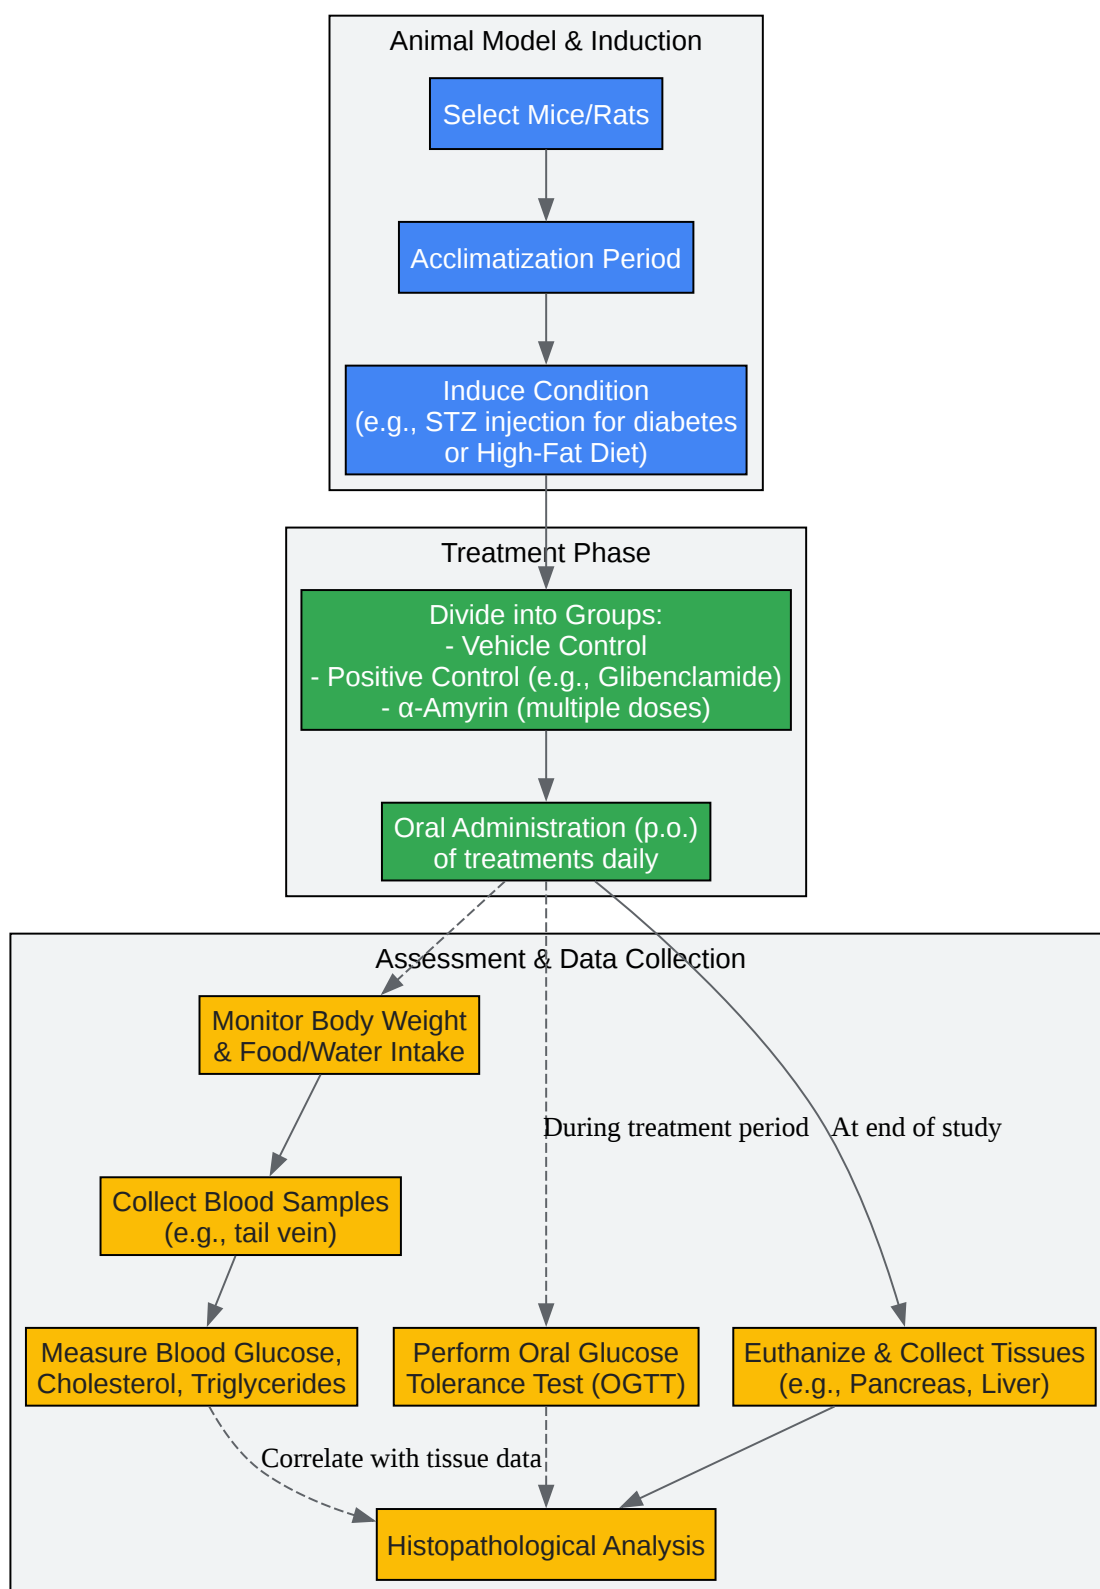 Animal Model & Induction
Select Mice/Rats
Acclimatization Period
Induce Condition
(e.g., STZ injection for diabetes
or High-Fat Diet)
Treatment Phase
Divide into Groups:
- Vehicle Control
- Positive Control (e.g., Glibenclamide)
- α-Amyrin (multiple doses)
Oral Administration (p.o.)
of treatments daily
Assessment & Data Collection
Monitor Body Weight
& Food/Water Intake
During treatment period
At end of study
Collect Blood Samples
(e.g., tail vein)
Measure Blood Glucose,
Cholesterol, Triglycerides
Perform Oral Glucose
Tolerance Test (OGTT)
Euthanize & Collect Tissues
(e.g., Pancreas, Liver)
Correlate with tissue data
Histopathological Analysis